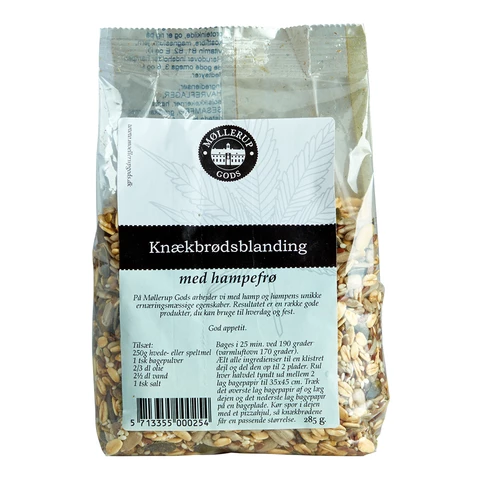 MØLLERUP
GODS
www.mollerupgods.dk
Knækbrødsblanding
med hampefrø
På Møllerup Gods arbejder vi med hamp og hampens unikke
ernæringsmæssige egenskaber. Resultatet er en række gode
produkter, du kan bruge til hverdag og fest.
God appetit.
Tilsæt:
250g hvede- eller speltmel
1 tsk bagepulver
2/3 dl olie
2½ dl vand
1 tsk salt
Bages i 25 min. ved 190 grader
(varmluftovn 170 grader).
Ælt alle ingredienser til en klistret
dejl og del den op til 2 plader. Rul
hver halvdel tyndt ud mellem 2
lag bagepapir til 35x45 cm. Træk
det øverste lag bagepapir af og læg
dejen og det nederste lag bagepapir
på en bageplade. Kør spor i dejen
med et pizzahjul, så knækbrødene
får en passende størrelse.
285 g.
5 713355 000254